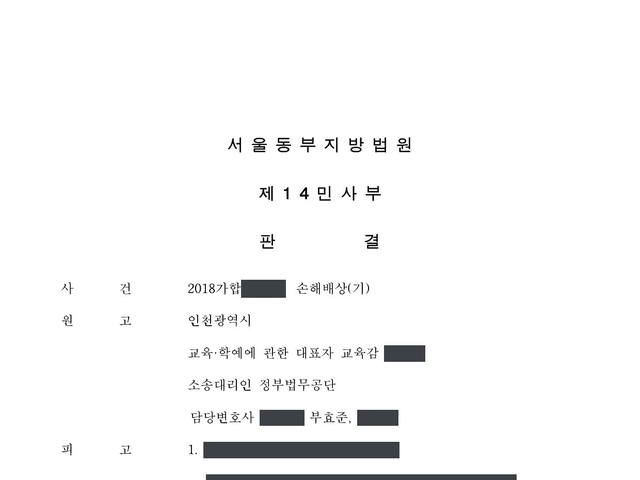 서 울 동 부 지 방 법 원
제 1 4 민 사 부
판 결
사 건 2018가합 손해배상(기)
원 고 인천광역시
교육·학예에 관한 대표자 교육감
소송대리인 정부법무공단
담당변호사 부효준,
피 고 1.